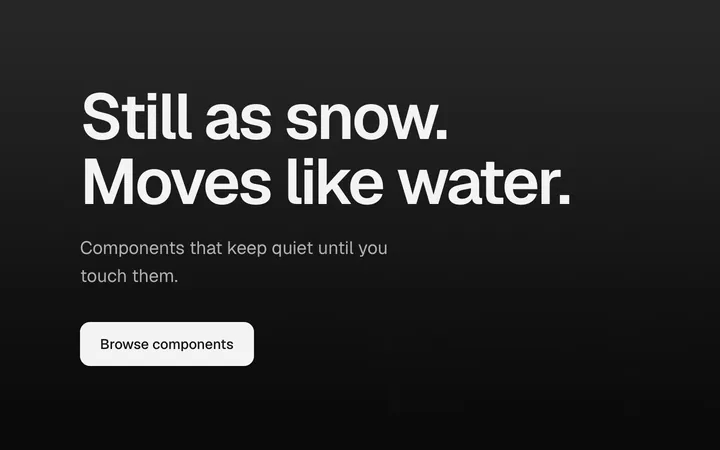 Still as snow.
Moves like water.
Components that keep quiet until you
touch them.
Browse components